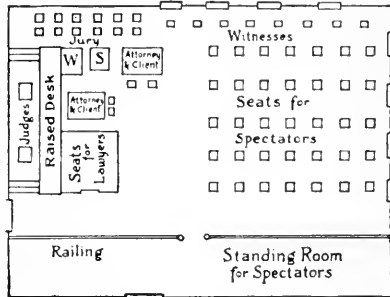 Jury
Witnesses
W
S
Attorney
& Client
Attorney
& Client
Judges
Raised Desk
Seats
for
Lawyers
Seats for
Spectators
Railing
Standing Room
for Spectators